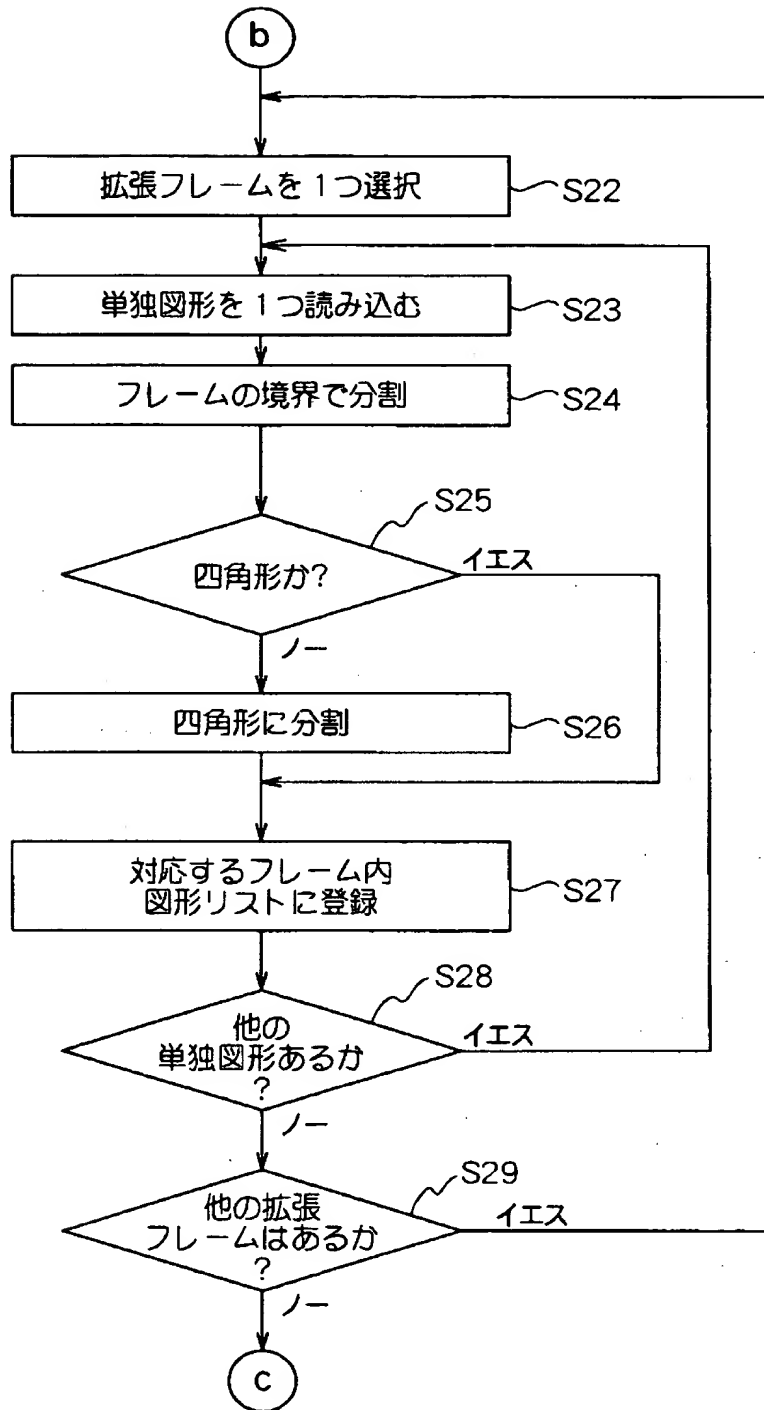 b
拡張フレームを1つ選択
S22
単独図形を1つ読み込む
S23
フレームの境界で分割
S24
S25
四角形か?
イエス
ノー
四角形に分割
S26
対応するフレーム内
図形リストに登録
S27
S28
他の
単独図形あるか
?
イエス
ノー
S29
他の拡張
フレームはあるか
?
イエス
ノー
c